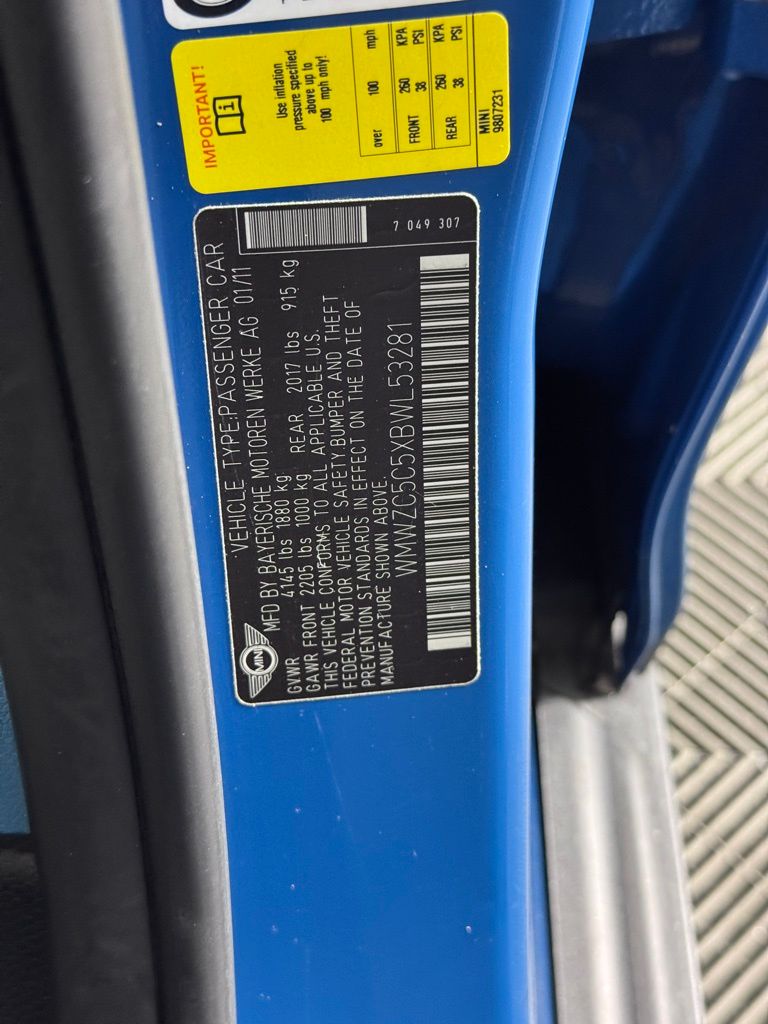 IMPORTANT!
Use inflation
pressure specified
above up to
100 mph only!
over 100 mph
FRONT 260 KPA
38 PSI
REAR 260 KPA
38 PSI
MINI
9807231
7 049 307
VEHICLE TYPE:PASSENGER CAR
MFD BY BAYERISCHE MOTOREN WERKE AG 01/11
GVWR 4145 lbs 1880 kg
GAWR FRONT 2205 lbs 1000 kg REAR 2017 lbs 915 kg
THIS VEHICLE CONFORMS TO ALL APPLICABLE U.S.
FEDERAL MOTOR VEHICLE SAFETY BUMPER AND THEFT
PREVENTION STANDARDS IN EFFECT ON THE DATE OF
MANUFACTURE SHOWN ABOVE.
WMWZC5C5XBWL53281
MINI